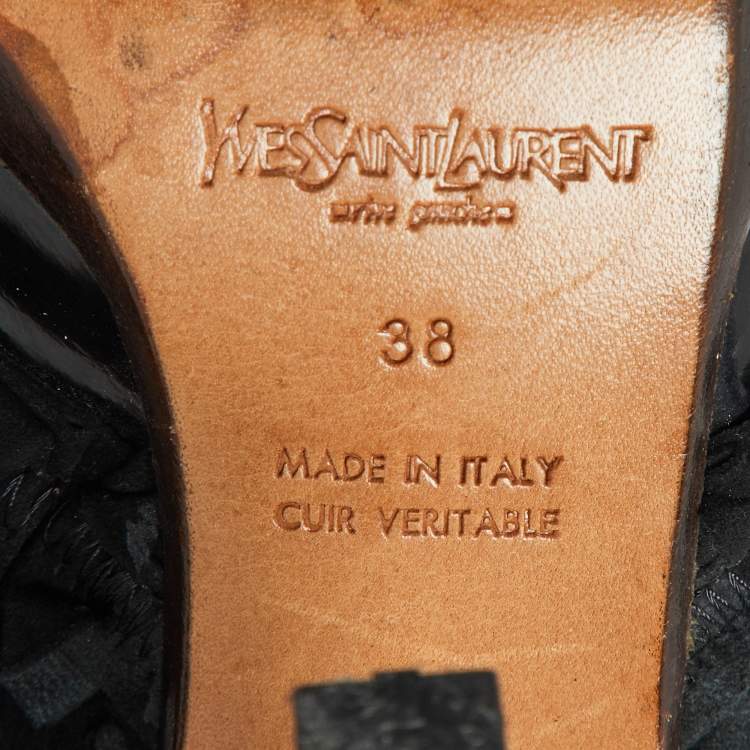 YVESSAINTLAURENT
rive gauche
38
MADE IN ITALY
CUIR VERITABLE